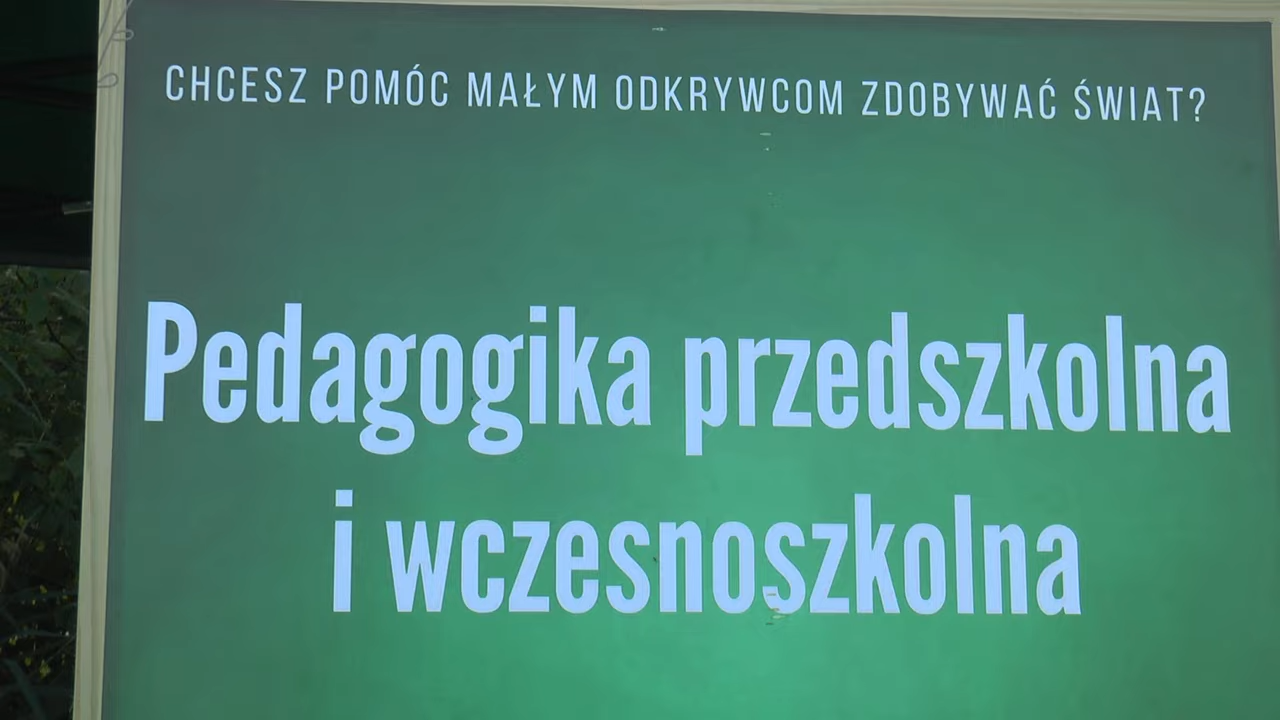 CHCESZ POMÓC MAŁYM ODKRYWCOM ZDOBYWAĆ ŚWIAT?
Pedagogika przedszkolna
i wczesnoszkolna